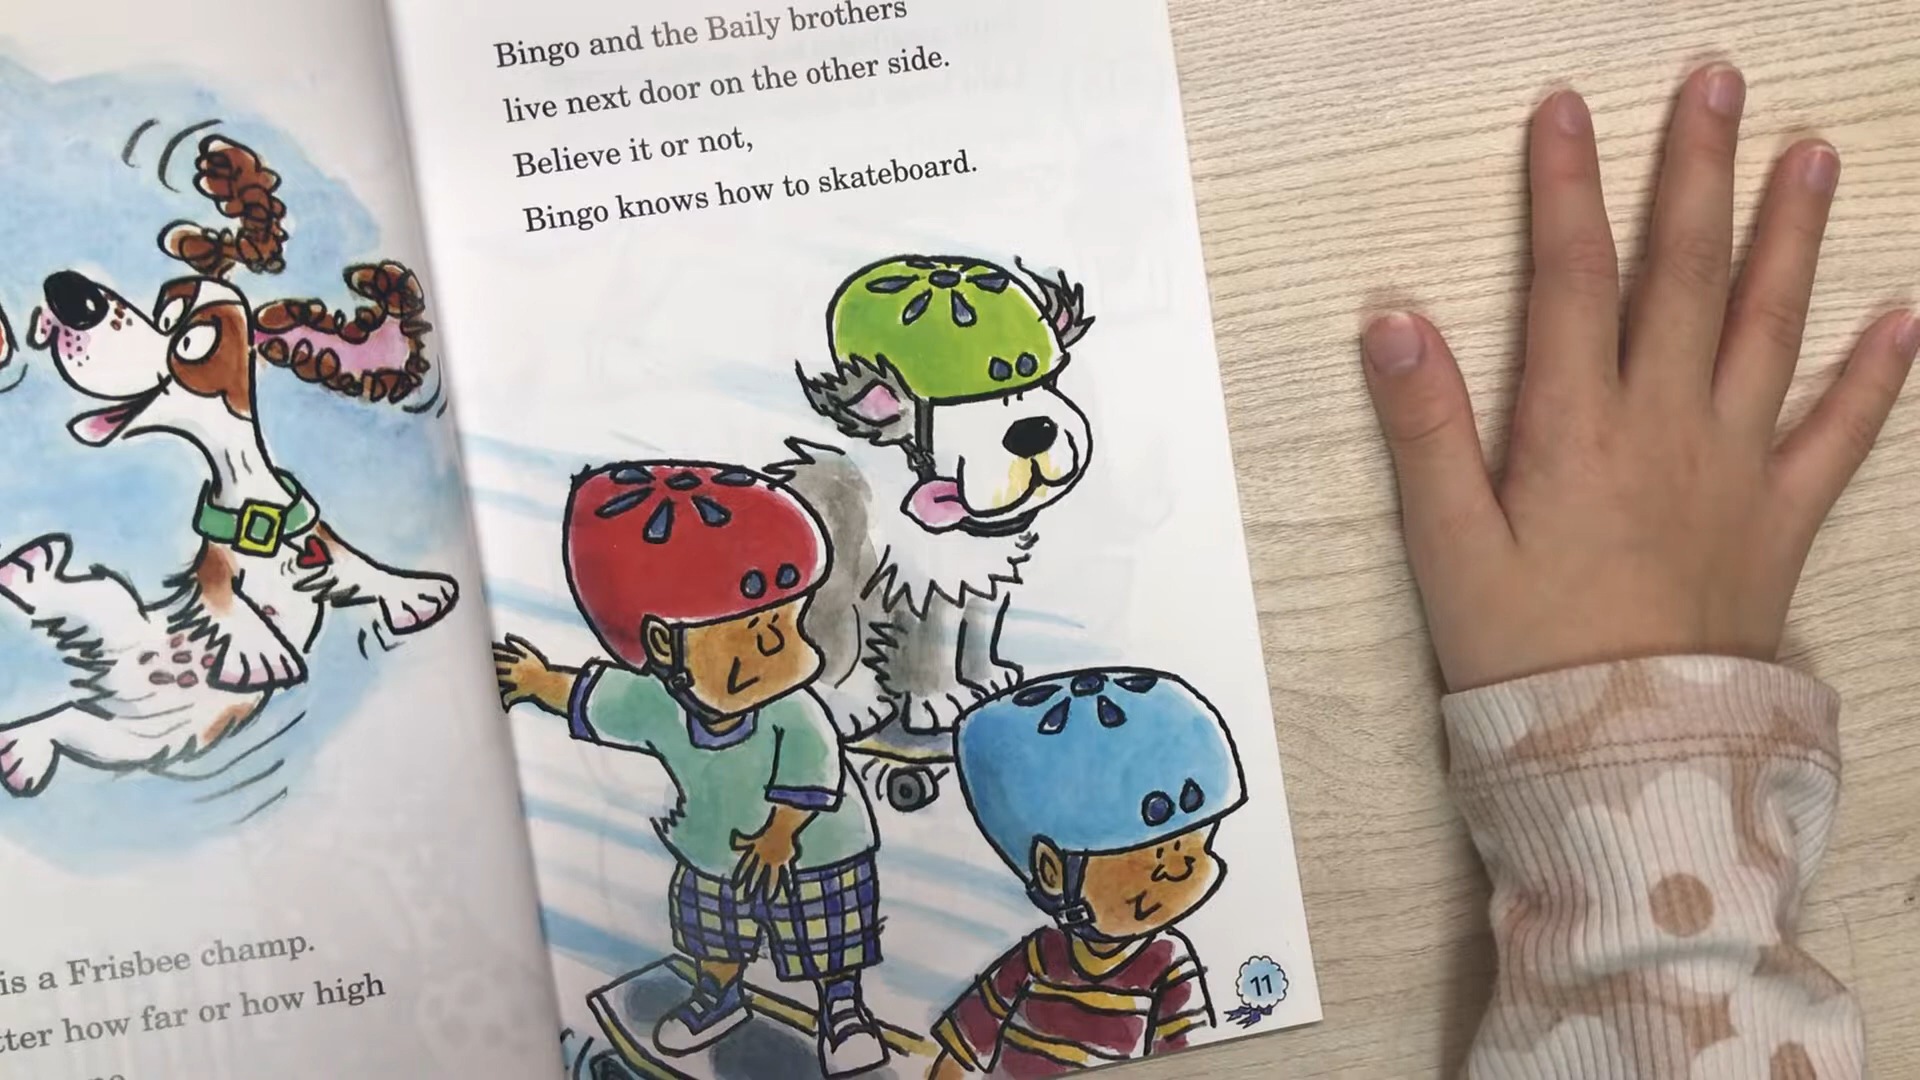 is a Frisbee champ.
how far or how high
Bingo and the Baily brothers
live next door on the other side.
Believe it or not,
Bingo knows how to skateboard.
11